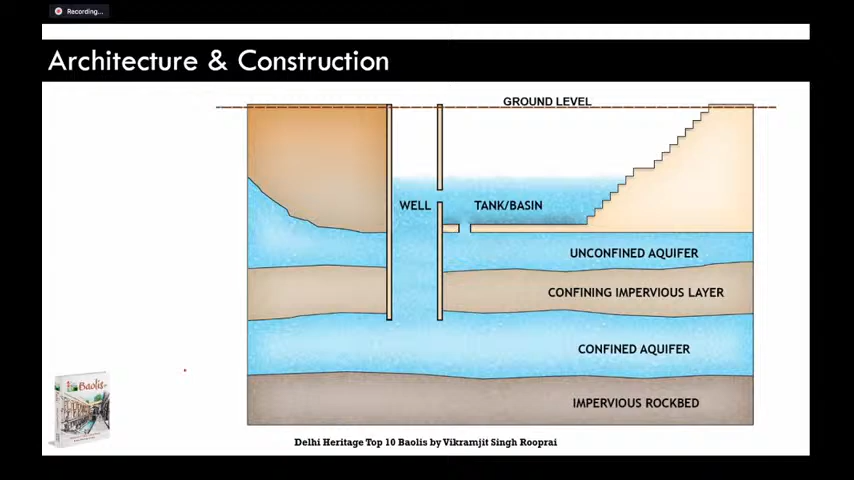 Recording...
Architecture & Construction
GROUND LEVEL
WELL
TANK/BASIN
UNCONFINED AQUIFER
CONFINING IMPERVIOUS LAYER
CONFINED AQUIFER
IMPERVIOUS ROCKBED
Baolis
Delhi Heritage Top 10 Baolis by Vikramjit Singh Rooprai